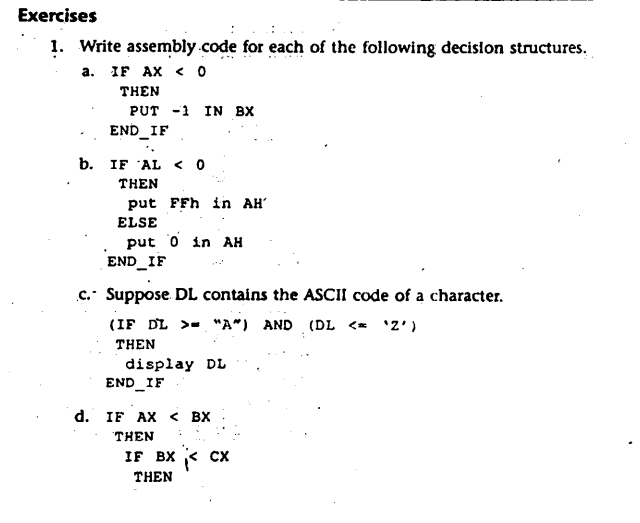 Exercises
1. Write assembly code for each of the following decision structures.
a. IF AX < 0
THEN
PUT -1 IN BX
END_IF
b. IF AL < 0
THEN
put FFh in AH
ELSE
put 0 in AH
END_IF
c. Suppose DL contains the ASCII code of a character.
(IF DL >= "A") AND (DL <= 'Z')
THEN
display DL
END_IF
d. IF AX < BX
THEN
IF BX < CX
THEN